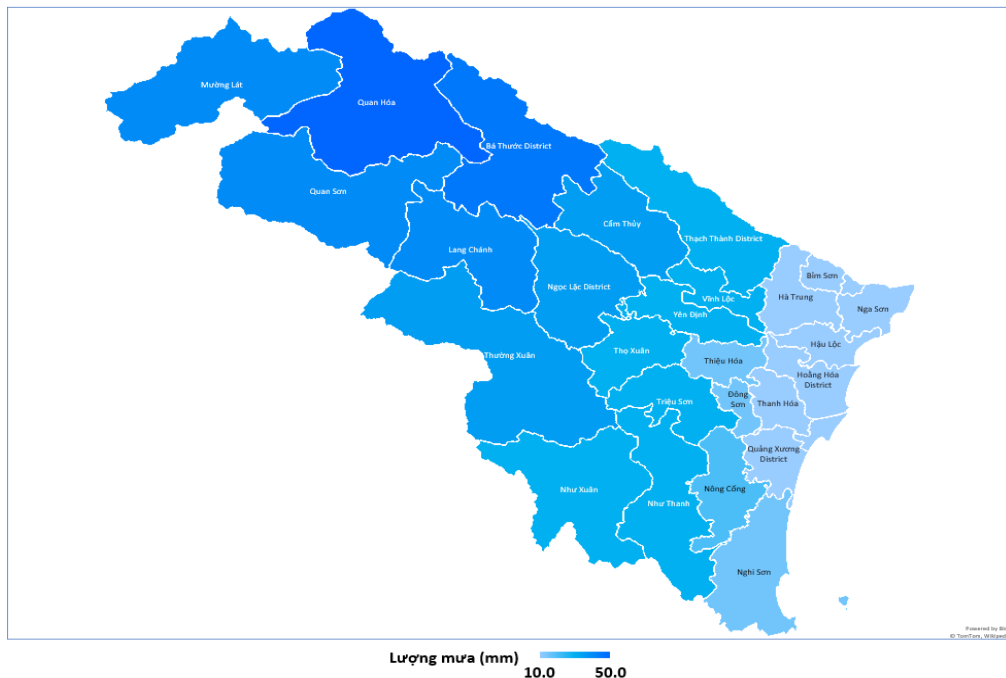 Mường Lát
Quan Hóa
Bá Thước District
Quan Sơn
Cẩm Thủy
Lang Chánh
Thạch Thành District
Bỉm Sơn
Ngọc Lặc District
Hà Trung
Vĩnh Lộc
Nga Sơn
Yên Định
Hậu Lộc
Thọ Xuân
Thường Xuân
Thiệu Hóa
Hoằng Hóa
District
Đông
Sơn
Triệu Sơn
Thanh Hóa
Quảng Xương
District
Như Xuân
Nông Cống
Như Thanh
Nghi Sơn
Powered by
© TomTom, Wikiped
Lượng mưa (mm)
10.0
50.0